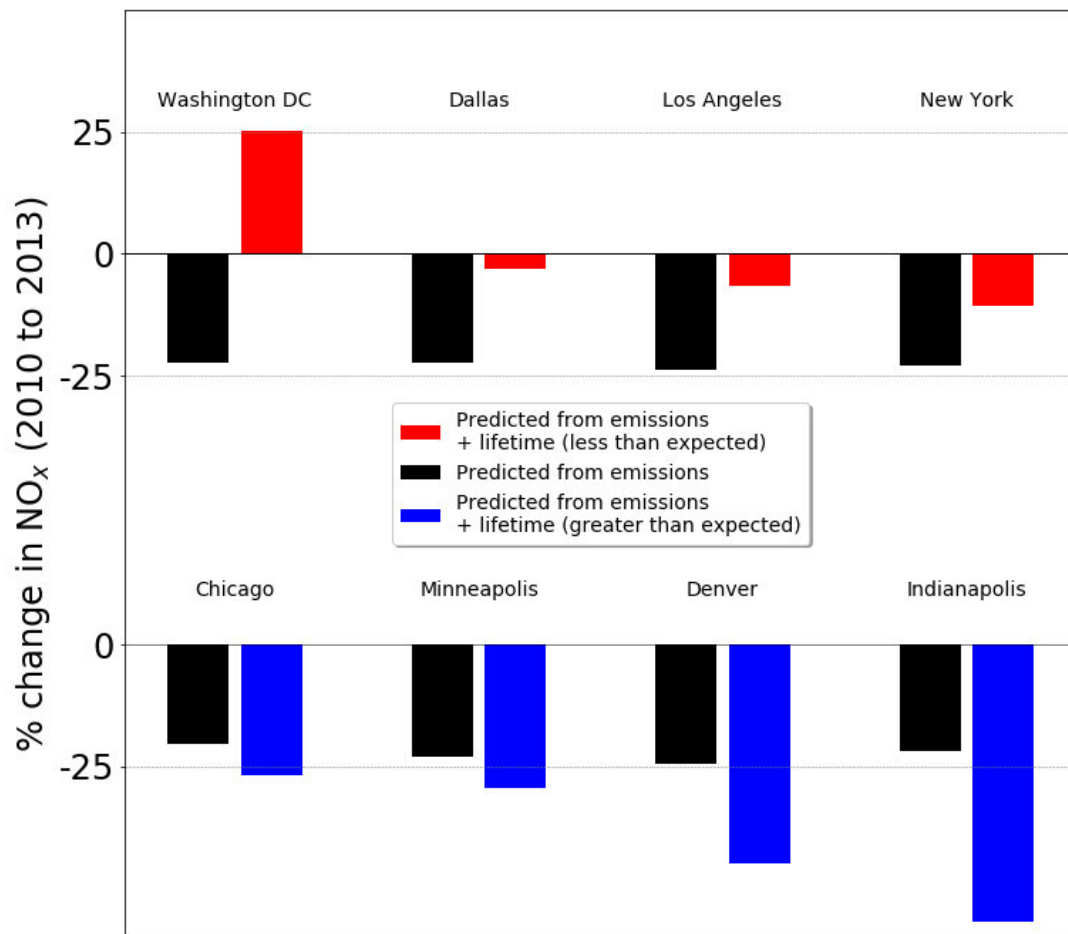 % change in NOx (2010 to 2013)
Washington DC
Dallas
Los Angeles
New York
25
0
-25
Predicted from emissions
+ lifetime (less than expected)
Predicted from emissions
Predicted from emissions
+ lifetime (greater than expected)
Chicago
Minneapolis
Denver
Indianapolis
0
-25